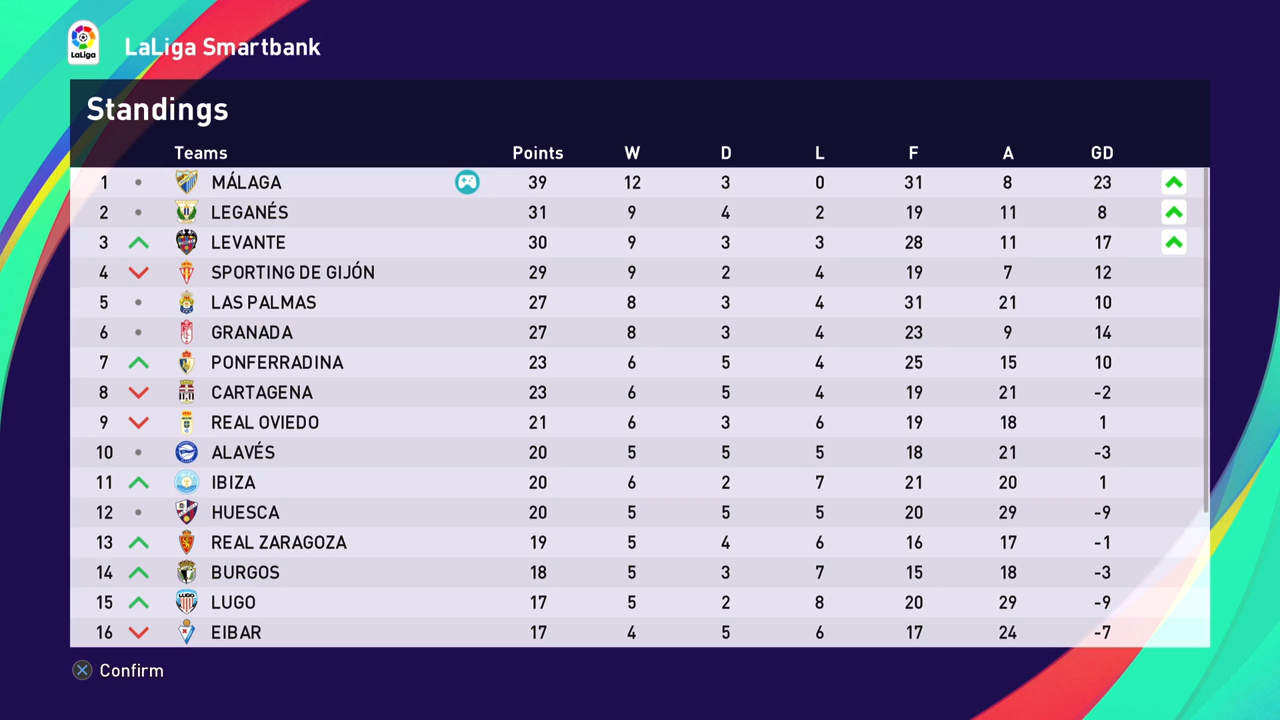 LaLiga
LaLiga Smartbank
Standings
Teams Points W D L F A GD
1 MÁLAGA 39 12 3 0 31 8 23
2 LEGANÉS 31 9 4 2 19 11 8
3 LEVANTE 30 9 3 3 28 11 17
4 SPORTING DE GIJÓN 29 9 2 4 19 7 12
5 LAS PALMAS 27 8 3 4 31 21 10
6 GRANADA 27 8 3 4 23 9 14
7 PONFERRADINA 23 6 5 4 25 15 10
8 CARTAGENA 23 6 5 4 19 21 -2
9 REAL OVIEDO 21 6 3 6 19 18 1
10 ALAVÉS 20 5 5 5 18 21 -3
11 IBIZA 20 6 2 7 21 20 1
12 HUESCA 20 5 5 5 20 29 -9
13 REAL ZARAGOZA 19 5 4 6 16 17 -1
14 BURGOS 18 5 3 7 15 18 -3
15 LUGO 17 5 2 8 20 29 -9
16 EIBAR 17 4 5 6 17 24 -7
Confirm